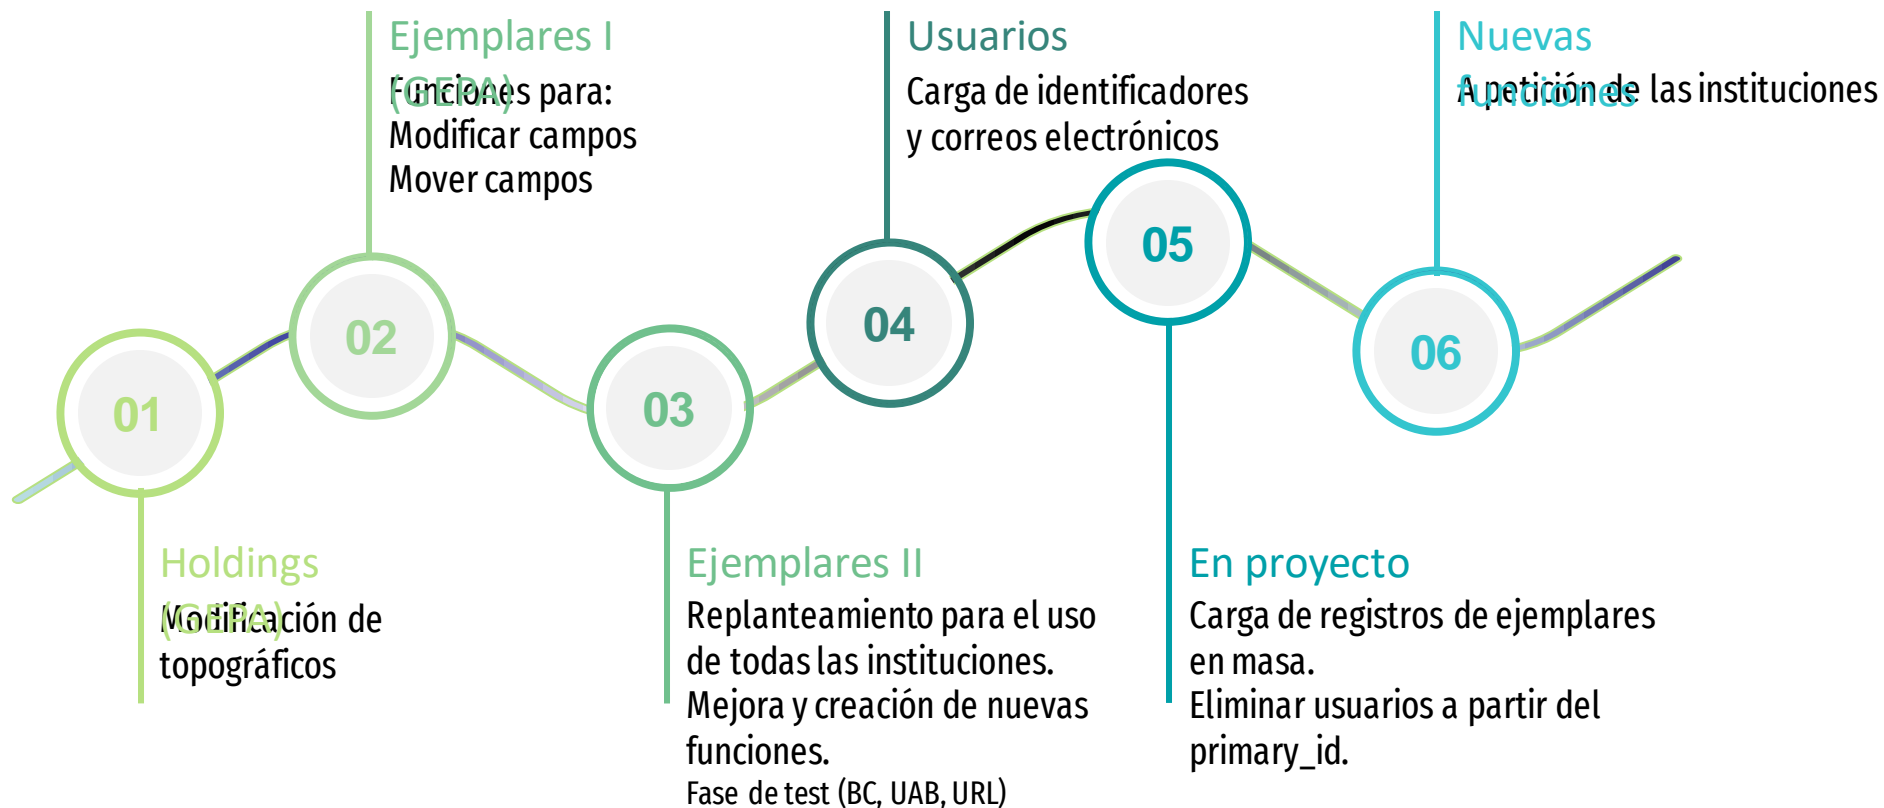 Ejemplares I
(GEPA)
Funciones para:
Modificar campos
Mover campos
Usuarios
Carga de identificadores
y correos electrónicos
Nuevas
funciones
A petición de las instituciones
01
02
03
04
05
06
Holdings
(GEPA)
Modificación de
topográficos
Ejemplares II
Replanteamiento para el uso
de todas las instituciones.
Mejora y creación de nuevas
funciones.
Fase de test (BC, UAB, URL)
En proyecto
Carga de registros de ejemplares
en masa.
Eliminar usuarios a partir del
primary_id.